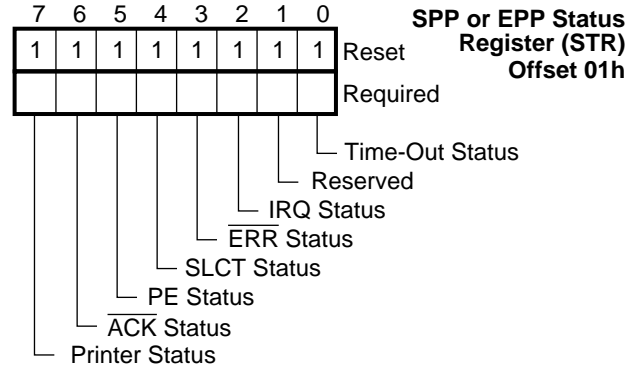 7 6 5 4 3 2 1 0
SPP or EPP Status
Register (STR)
Offset 01h
1 1 1 1 1 1 1 1 Reset
Required
Time-Out Status
Reserved
IRQ Status
E̅R̅R̅ Status
SLCT Status
PE Status
A̅C̅K̅ Status
Printer Status